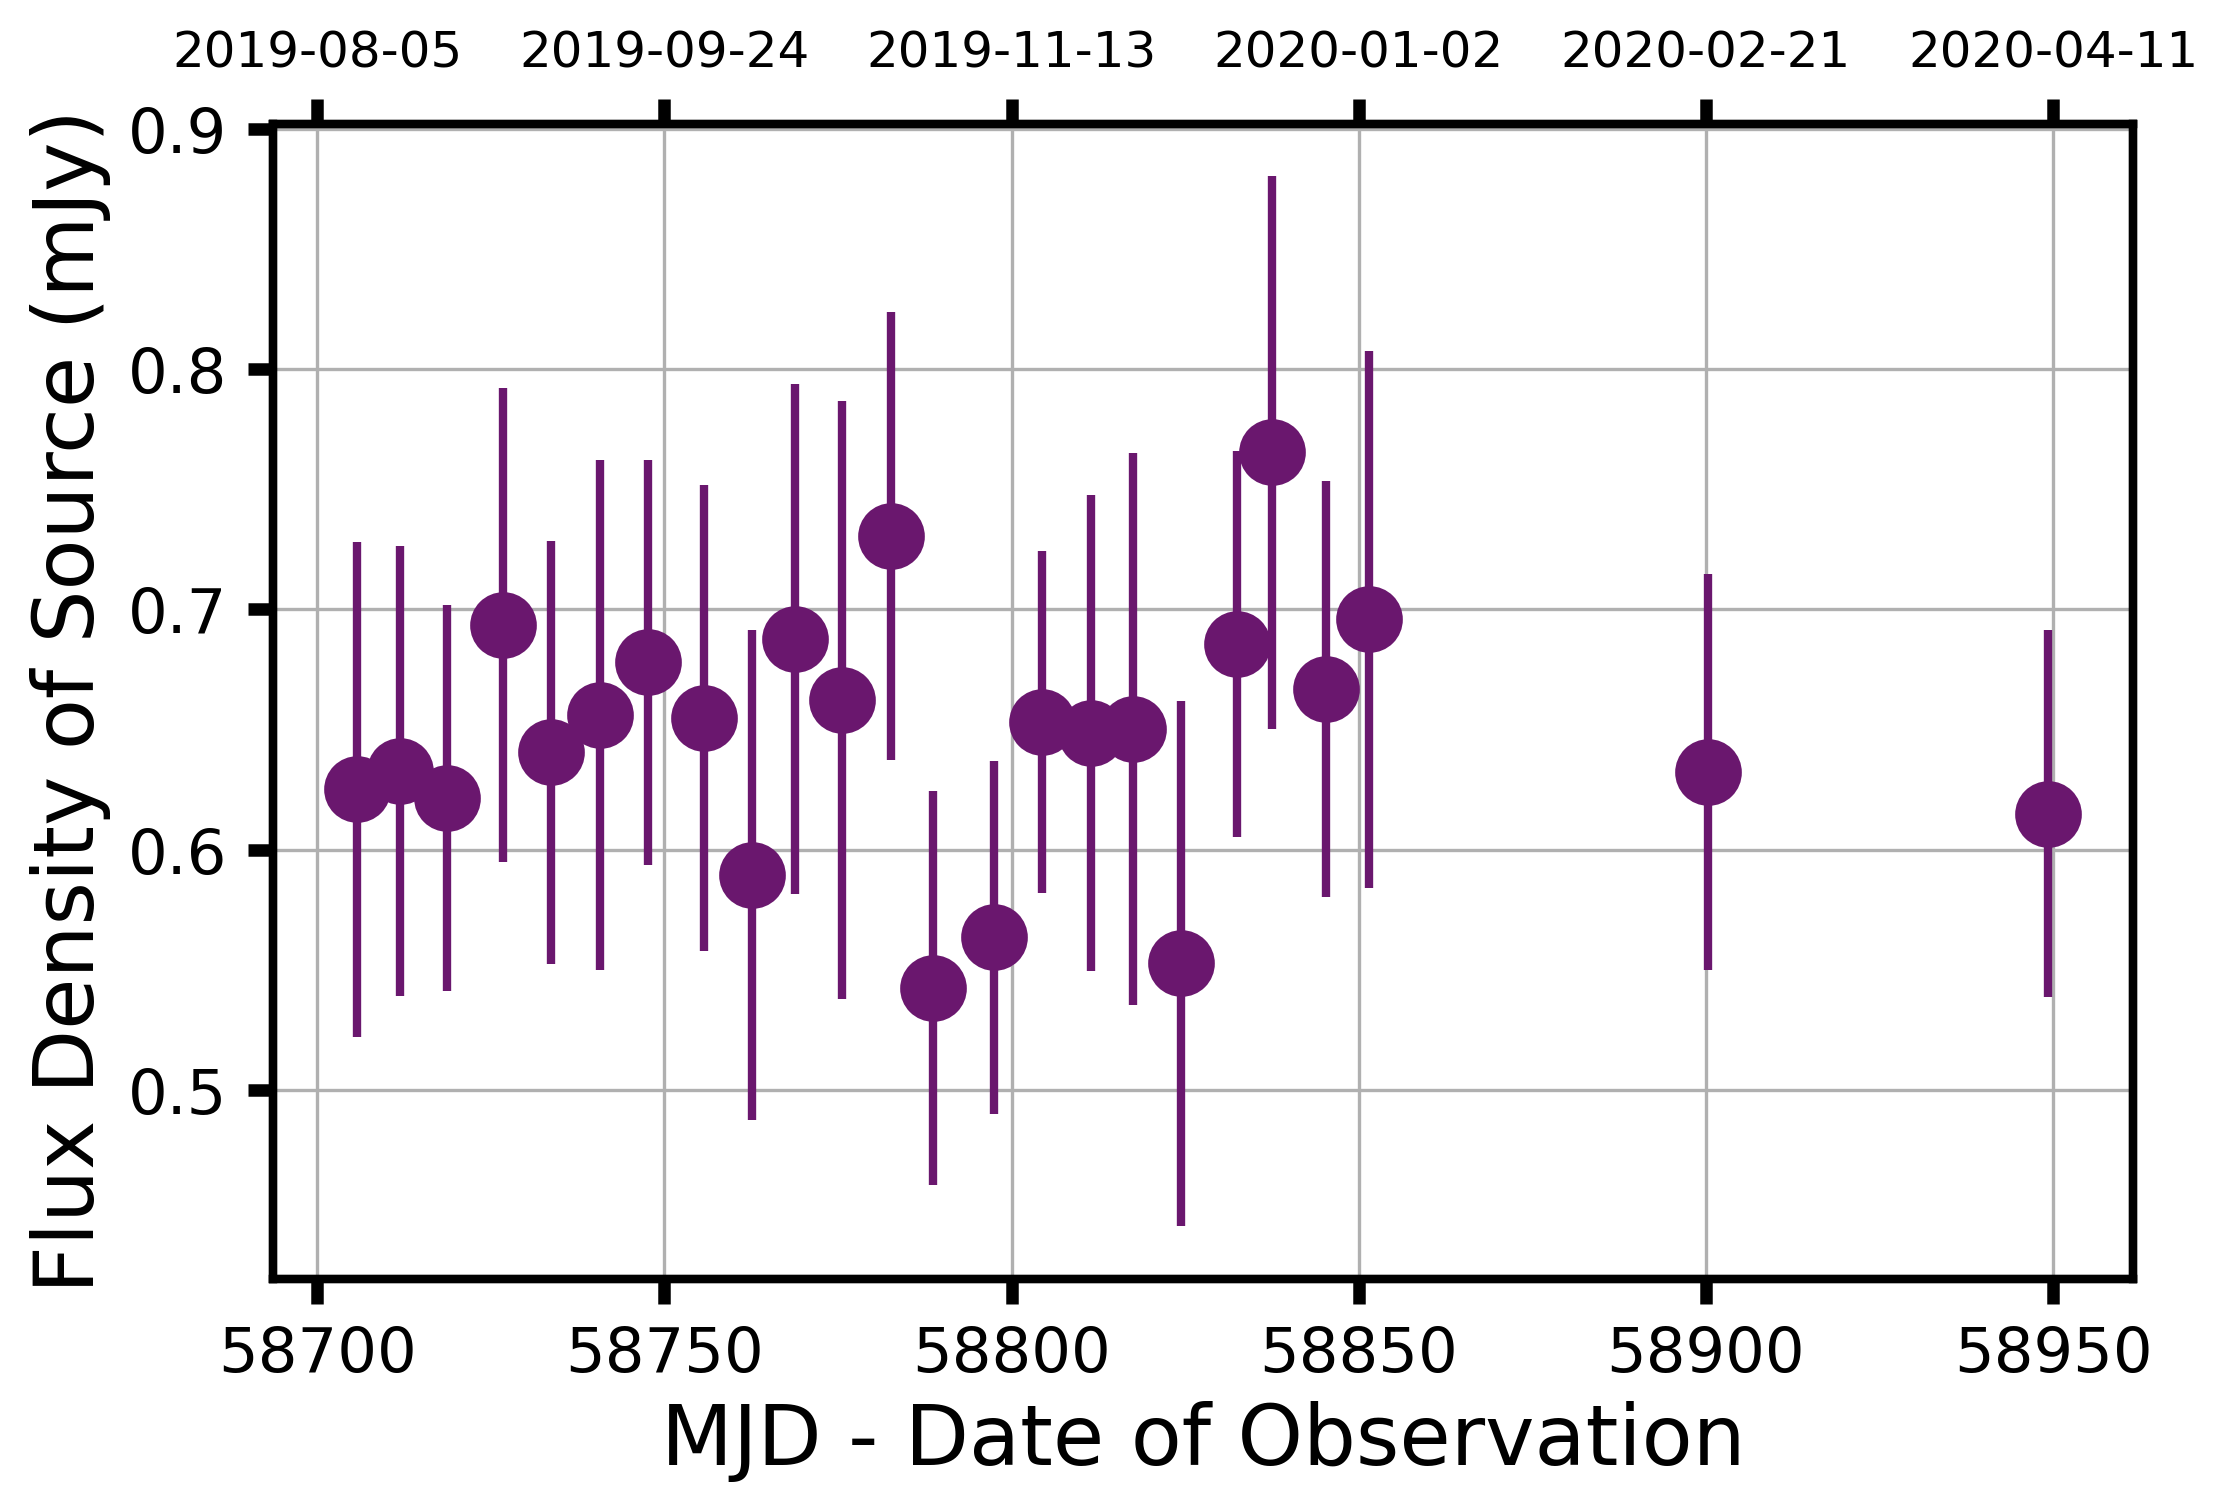 2019-08-05 2019-09-24 2019-11-13 2020-01-02 2020-02-21 2020-04-11
Flux Density of Source (mJy)
0.9
0.8
0.7
0.6
0.5
58700 58750 58800 58850 58900 58950
MJD - Date of Observation